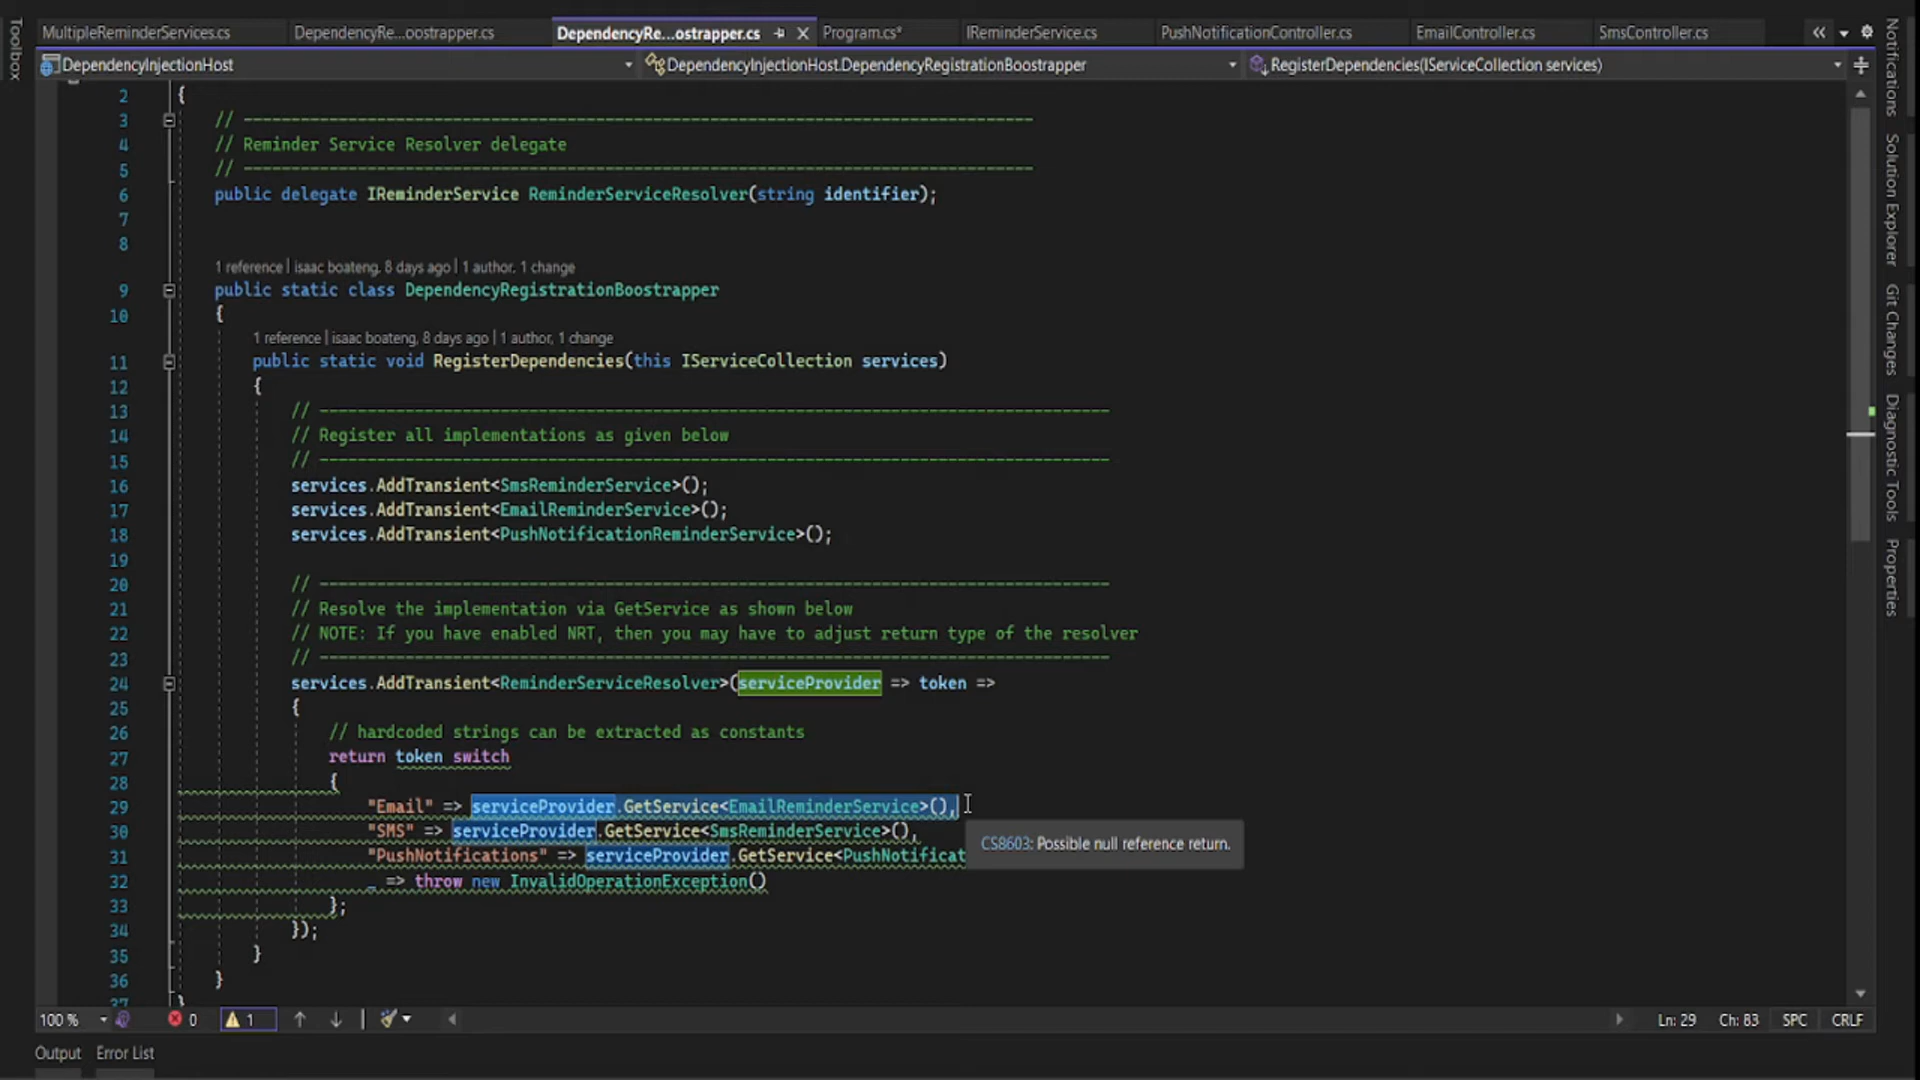 Toolbox
MultipleReminderServices.cs
DependencyRe...oostrapper.cs
DependencyRe...ostrapper.cs
Program.cs*
IReminderService.cs
PushNotificationController.cs
EmailController.cs
SmsController.cs
DependencyInjectionHost
DependencyInjectionHost.DependencyRegistrationBoostrapper
RegisterDependencies(IServiceCollection services)
2 {
3 // ---------------------------------------------------------------------------
4 // Reminder Service Resolver delegate
5 // ---------------------------------------------------------------------------
6 public delegate IReminderService ReminderServiceResolver(string identifier);
7
8
1 reference | isaac boateng, 8 days ago | 1 author, 1 change
9 public static class DependencyRegistrationBoostrapper
10 {
1 reference | isaac boateng, 8 days ago | 1 author, 1 change
11 public static void RegisterDependencies(this IServiceCollection services)
12 {
13 // ---------------------------------------------------------------------------
14 // Register all implementations as given below
15 // ---------------------------------------------------------------------------
16 services.AddTransient<SmsReminderService>();
17 services.AddTransient<EmailReminderService>();
18 services.AddTransient<PushNotificationReminderService>();
19
20 // ---------------------------------------------------------------------------
21 // Resolve the implementation via GetService as shown below
22 // NOTE: If you have enabled NRT, then you may have to adjust return type of the resolver
23 // ---------------------------------------------------------------------------
24 services.AddTransient<ReminderServiceResolver>(serviceProvider => token =>
25 {
26 // hardcoded strings can be extracted as constants
27 return token switch
28 {
29 "Email" => serviceProvider.GetService<EmailReminderService>(),
30 "SMS" => serviceProvider.GetService<SmsReminderService>(),
31 "PushNotifications" => serviceProvider.GetService<PushNotificat
CS8603: Possible null reference return.
32 _ => throw new InvalidOperationException()
33 };
34 });
35 }
36 }
37 }
100 %
0
1
Ln: 29
Ch: 83
SPC
CRLF
Output
Error List
Notifications
Solution Explorer
Git Changes
Diagnostic Tools
Properties